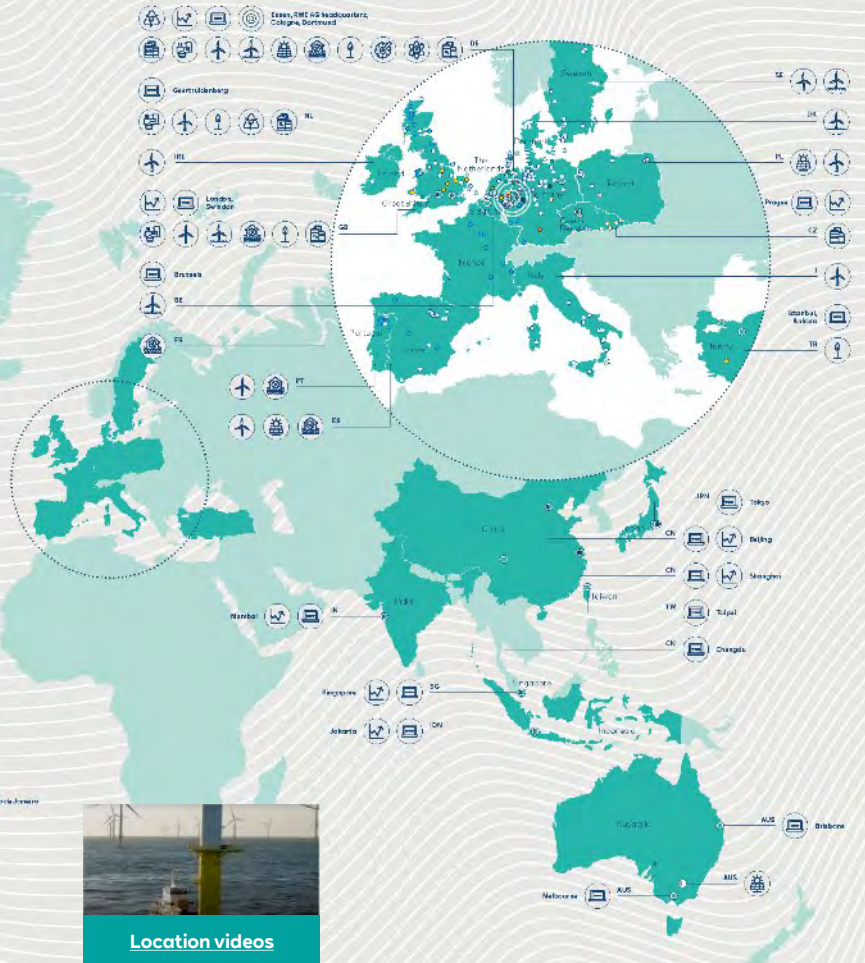 Essen, RWE AG headquarters,
Cologne, Dortmund
DE
Geertruidenberg
NL
IRL
London,
Swindon
GB
Brussels
BE
FR
PT
ES
SE
DK
PL
Prague
CZ
I
Istanbul,
Ankara
TR
Sweden
The
Netherlands
Ireland
Great Britain
Poland
Czech
France
Italy
Portugal
Spain
Turkey
JPN
Tokyo
CN
Beijing
China
CN
Shanghai
Taiwan
TW
Taipei
India
Mumbai
IN
CN
Chengdu
Singapore
Singapore
SG
Jakarta
IDN
Indonesia
Australia
AUS
Brisbane
AUS
Melbourne
AUS
Location videos